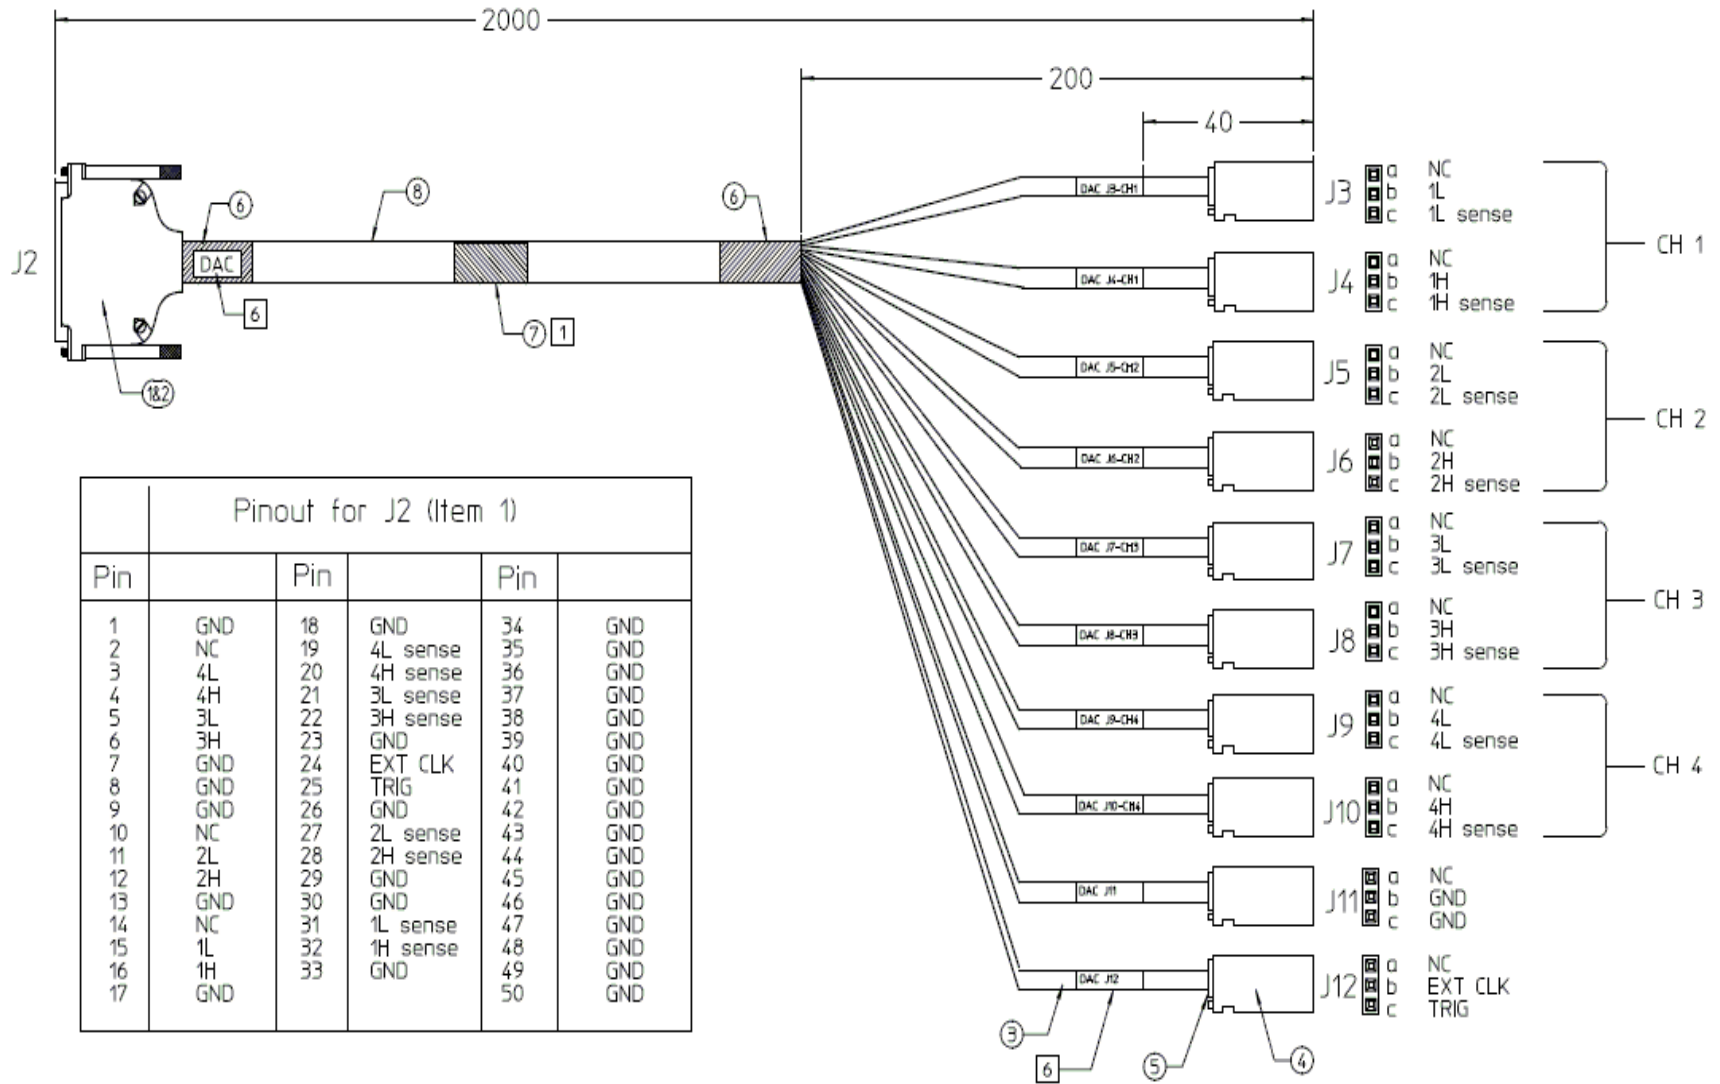 2000
200
40
J2
DAC
6
6
8
7
1
6
1&2
DAC J3-CH1
J3
a NC
b 1L
c 1L sense
CH 1
DAC J4-CH1
J4
a NC
b 1H
c 1H sense
DAC J5-CH2
J5
a NC
b 2L
c 2L sense
CH 2
DAC J6-CH2
J6
a NC
b 2H
c 2H sense
DAC J7-CH3
J7
a NC
b 3L
c 3L sense
CH 3
DAC J8-CH3
J8
a NC
b 3H
c 3H sense
DAC J9-CH4
J9
a NC
b 4L
c 4L sense
CH 4
DAC J10-CH4
J10
a NC
b 4H
c 4H sense
DAC J11
J11
a NC
b GND
c GND
DAC J12
J12
a NC
b EXT CLK
c TRIG
3
6
5
4
Pinout for J2 (Item 1)
Pin Pin Pin
1 GND 18 GND 34 GND
2 NC 19 4L sense 35 GND
3 4L 20 4H sense 36 GND
4 4H 21 3L sense 37 GND
5 3L 22 3H sense 38 GND
6 3H 23 GND 39 GND
7 GND 24 EXT CLK 40 GND
8 GND 25 TRIG 41 GND
9 GND 26 GND 42 GND
10 NC 27 2L sense 43 GND
11 2L 28 2H sense 44 GND
12 2H 29 GND 45 GND
13 GND 30 GND 46 GND
14 NC 31 1L sense 47 GND
15 1L 32 1H sense 48 GND
16 1H 33 GND 49 GND
17 GND 50 GND